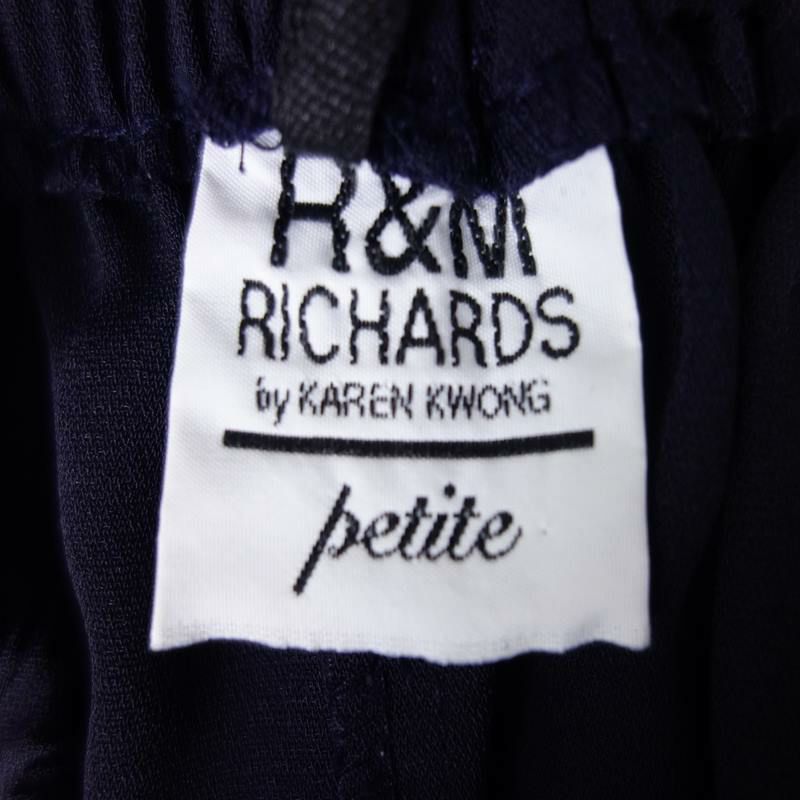 R&M
RICHARDS
by KAREN KWONG
petite